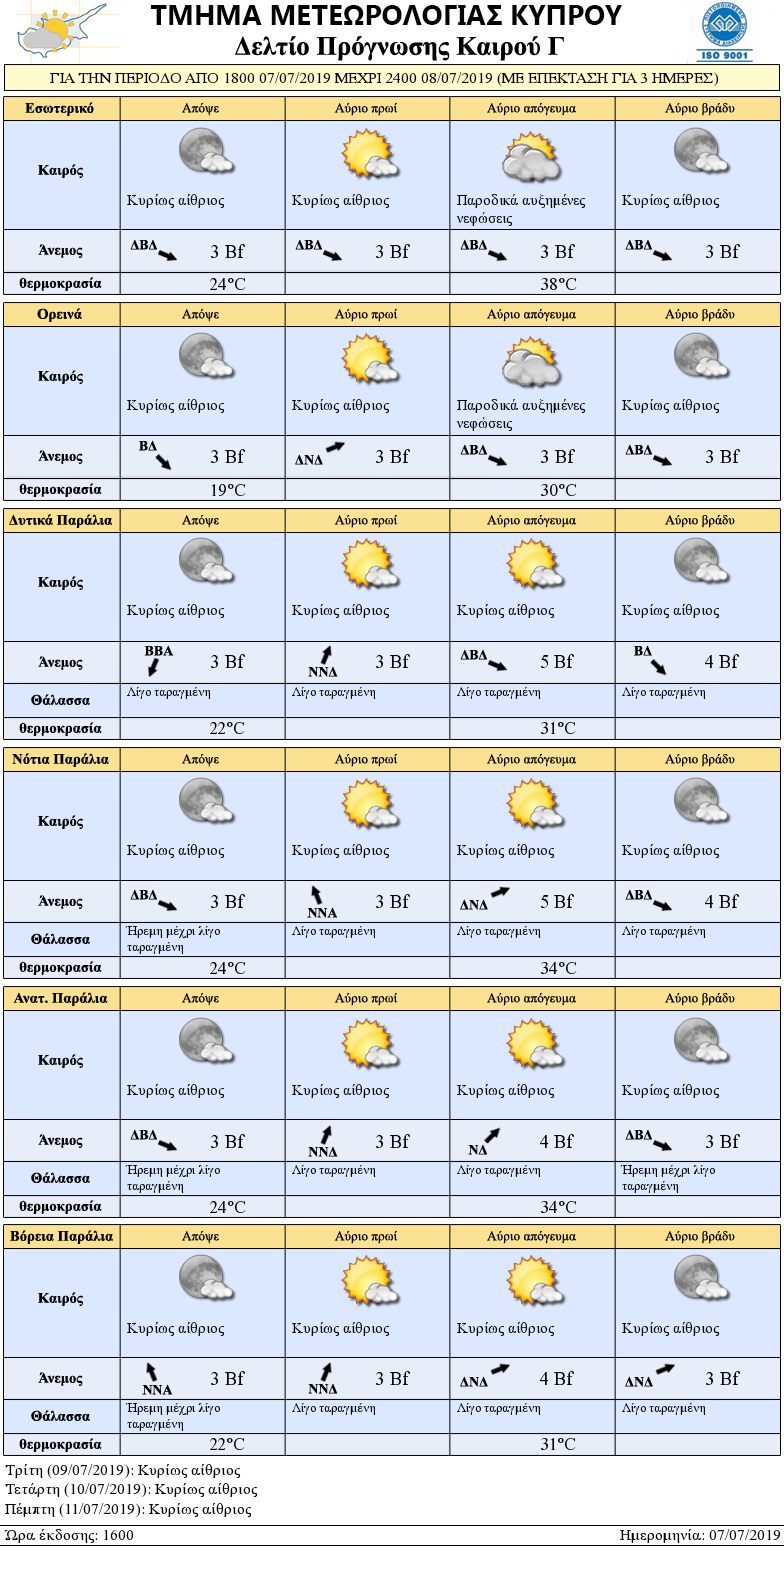 ΤΜΗΜΑ ΜΕΤΕΩΡΟΛΟΓΙΑΣ ΚΥΠΡΟΥ
Δελτίο Πρόγνωσης Καιρού Γ
ISO 9001
ΓΙΑ ΤΗΝ ΠΕΡΙΟΔΟ ΑΠΟ 1800 07/07/2019 ΜΕΧΡΙ 2400 08/07/2019 (ΜΕ ΕΠΕΚΤΑΣΗ ΓΙΑ 3 ΗΜΕΡΕΣ)
Εσωτερικό Απόψε Αύριο πρωί Αύριο απόγευμα Αύριο βράδυ
Καιρός Κυρίως αίθριος Κυρίως αίθριος Παροδικά αυξημένες Κυρίως αίθριος
νεφώσεις
Άνεμος ΔΒΔ 3 Bf ΔΒΔ 3 Bf ΔΒΔ 3 Bf ΔΒΔ 3 Bf
θερμοκρασία 24°C 38°C
Ορεινά Απόψε Αύριο πρωί Αύριο απόγευμα Αύριο βράδυ
Καιρός Κυρίως αίθριος Κυρίως αίθριος Παροδικά αυξημένες Κυρίως αίθριος
νεφώσεις
Άνεμος ΒΔ 3 Bf ΔΝΔ 3 Bf ΔΒΔ 3 Bf ΔΒΔ 3 Bf
θερμοκρασία 19°C 30°C
Δυτικά Παράλια Απόψε Αύριο πρωί Αύριο απόγευμα Αύριο βράδυ
Καιρός Κυρίως αίθριος Κυρίως αίθριος Κυρίως αίθριος Κυρίως αίθριος
Άνεμος ΒΒΑ 3 Bf ΝΝΔ 3 Bf ΔΒΔ 5 Bf ΒΔ 4 Bf
Θάλασσα Λίγο ταραγμένη Λίγο ταραγμένη Λίγο ταραγμένη Λίγο ταραγμένη
θερμοκρασία 22°C 31°C
Νότια Παράλια Απόψε Αύριο πρωί Αύριο απόγευμα Αύριο βράδυ
Καιρός Κυρίως αίθριος Κυρίως αίθριος Κυρίως αίθριος Κυρίως αίθριος
Άνεμος ΔΒΔ 3 Bf ΝΝΑ 3 Bf ΔΝΔ 5 Bf ΔΒΔ 4 Bf
Θάλασσα Ήρεμη μέχρι λίγο Λίγο ταραγμένη Λίγο ταραγμένη Λίγο ταραγμένη
ταραγμένη
θερμοκρασία 24°C 34°C
Ανατ. Παράλια Απόψε Αύριο πρωί Αύριο απόγευμα Αύριο βράδυ
Καιρός Κυρίως αίθριος Κυρίως αίθριος Κυρίως αίθριος Κυρίως αίθριος
Άνεμος ΔΒΔ 3 Bf ΝΝΔ 3 Bf ΝΔ 4 Bf ΔΒΔ 3 Bf
Θάλασσα Ήρεμη μέχρι λίγο Λίγο ταραγμένη Λίγο ταραγμένη Ήρεμη μέχρι λίγο
ταραγμένη ταραγμένη
θερμοκρασία 24°C 34°C
Βόρεια Παράλια Απόψε Αύριο πρωί Αύριο απόγευμα Αύριο βράδυ
Καιρός Κυρίως αίθριος Κυρίως αίθριος Κυρίως αίθριος Κυρίως αίθριος
Άνεμος ΝΝΑ 3 Bf ΝΝΔ 3 Bf ΔΝΔ 4 Bf ΔΝΔ 3 Bf
Θάλασσα Ήρεμη μέχρι λίγο Λίγο ταραγμένη Λίγο ταραγμένη Λίγο ταραγμένη
ταραγμένη
θερμοκρασία 22°C 31°C
Τρίτη (09/07/2019): Κυρίως αίθριος
Τετάρτη (10/07/2019): Κυρίως αίθριος
Πέμπτη (11/07/2019): Κυρίως αίθριος
Ώρα έκδοσης: 1600 Ημερομηνία: 07/07/2019